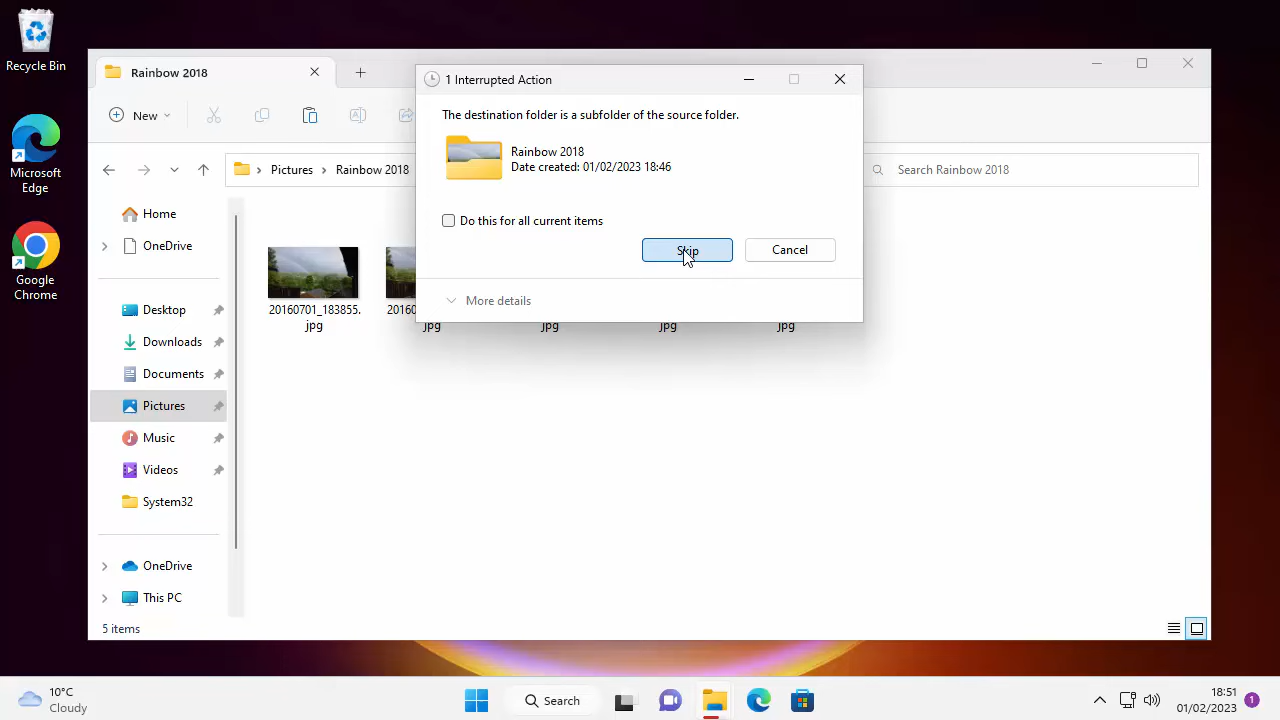 Recycle Bin
Microsoft
Edge
Google
Chrome
Rainbow 2018
New
Pictures
Rainbow 2018
Search Rainbow 2018
1 Interrupted Action
The destination folder is a subfolder of the source folder.
Rainbow 2018
Date created: 01/02/2023 18:46
Do this for all current items
Skip
Cancel
More details
Home
OneDrive
Desktop
Downloads
Documents
Pictures
Music
Videos
System32
OneDrive
This PC
20160701_183855.
jpg
jpg
jpg
jpg
jpg
5 items
10°C
Cloudy
Search
18:51
01/02/2023
1